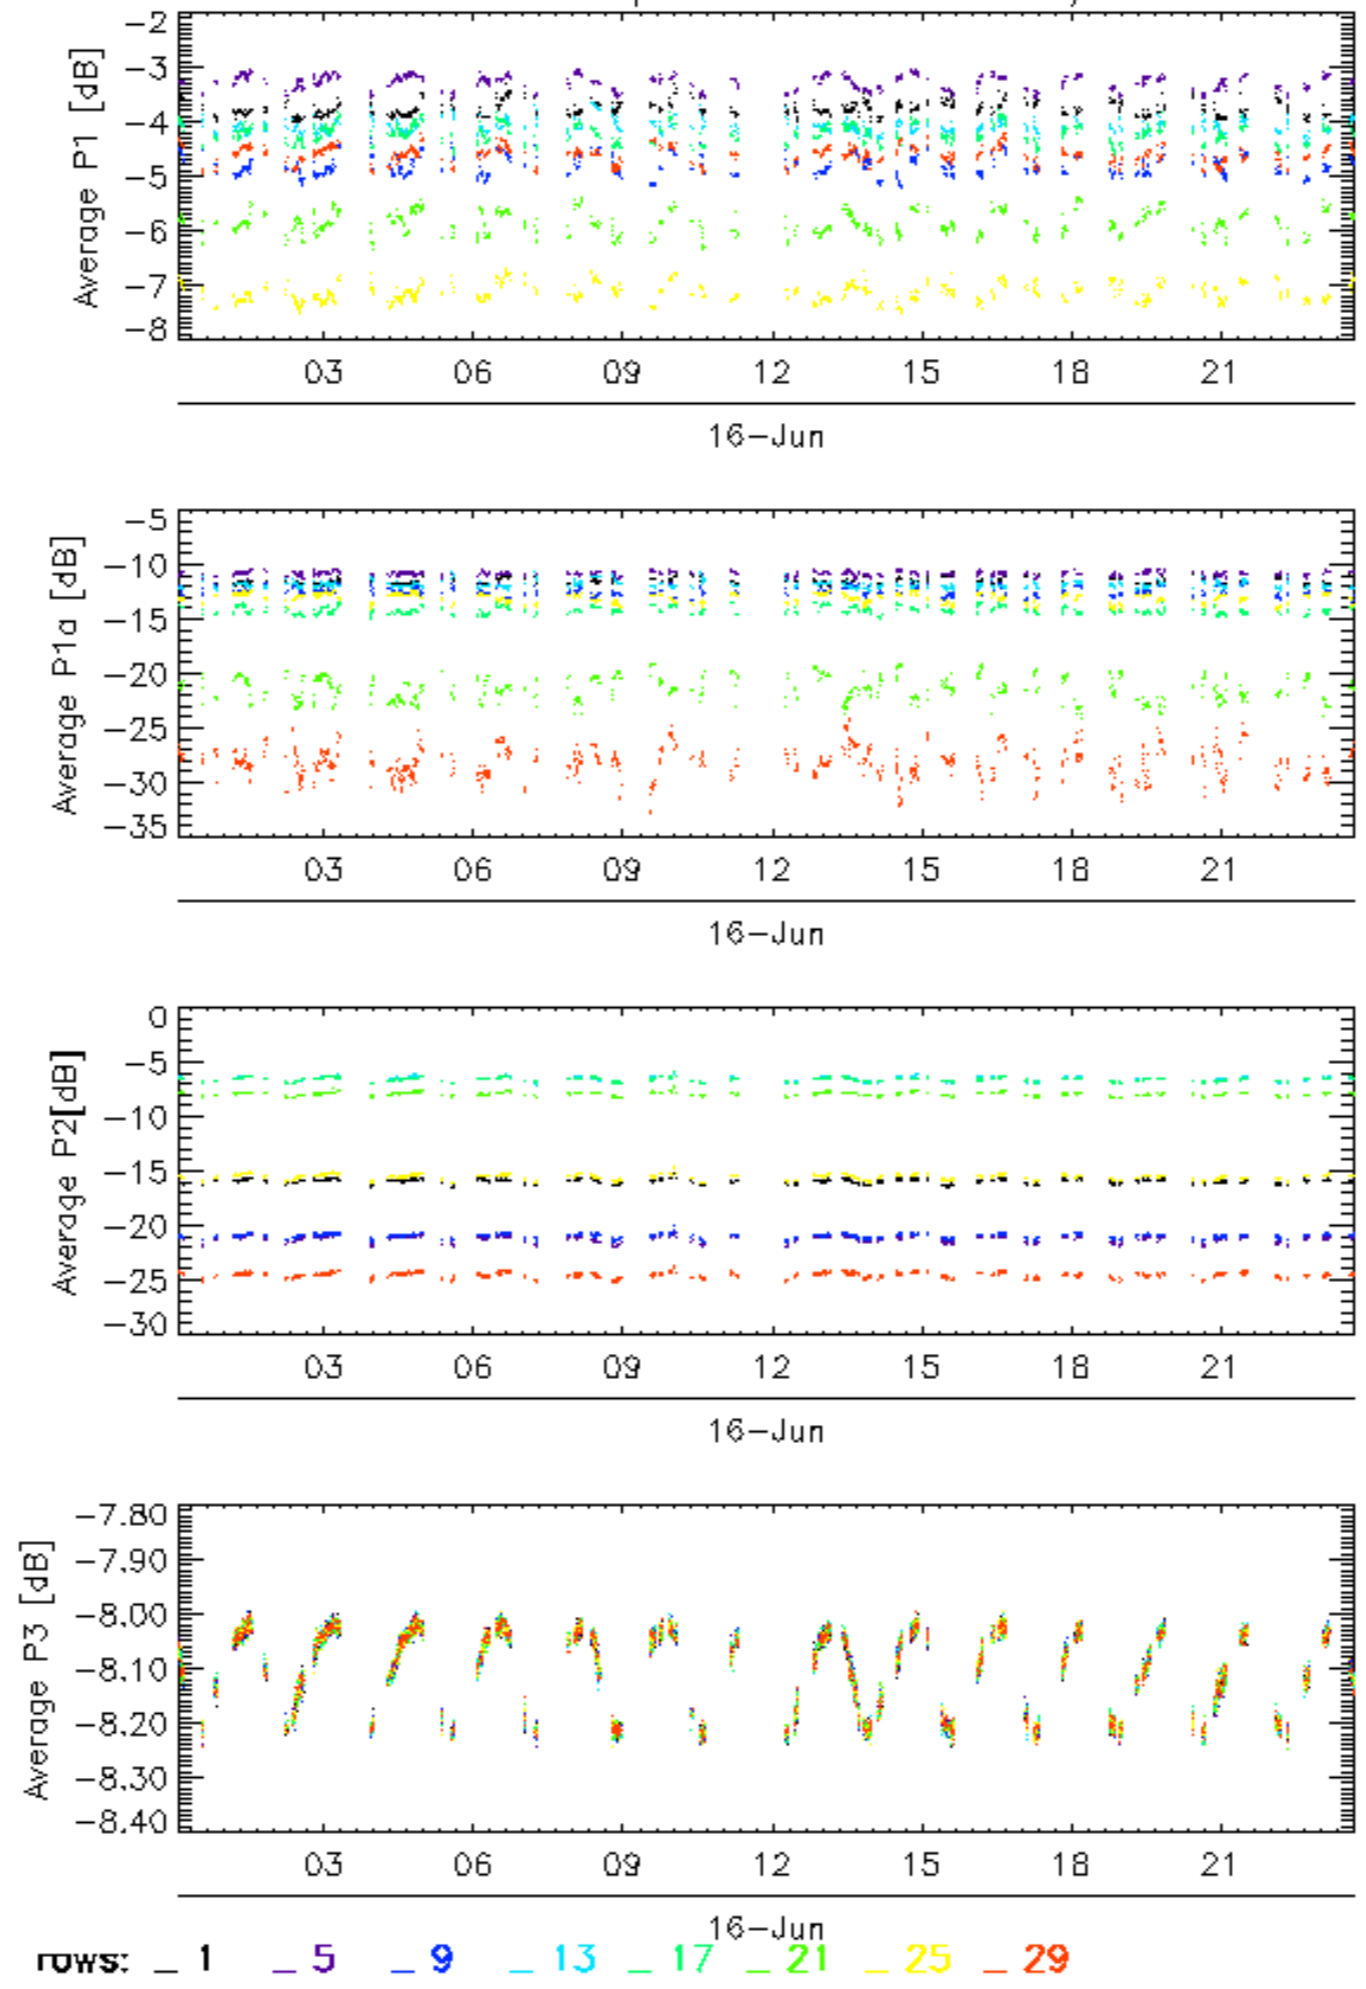 Average P1 [dB]
-2
-3
-4
-5
-6
-7
-8
03 06 09 12 15 18 21
16-Jun
Average P1a [dB]
-5
-10
-15
-20
-25
-30
-35
03 06 09 12 15 18 21
16-Jun
Average P2[dB]
0
-5
-10
-15
-20
-25
-30
03 06 09 12 15 18 21
16-Jun
Average P3 [dB]
-7.80
-7.90
-8.00
-8.10
-8.20
-8.30
-8.40
03 06 09 12 15 18 21
16-Jun
rows: _ 1 _ 5 _ 9 _ 13 _ 17 _ 21 _ 25 _ 29